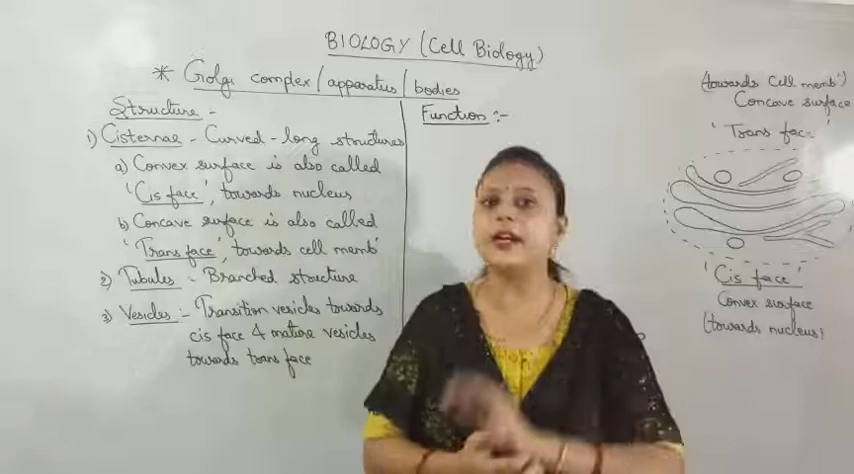 BIOLOGY (Cell Biology)
* Golgi complex / apparatus / bodies
Structure :-
1) Cisternae - Curved - long structures
a) Convex surface is also called
'Cis face', towards nucleus
b) Concave surface is also called
'Trans face', towards cell memb'
2) Tubules - Branched structure
3) Vesicles :- Transition vesicles towards
cis face & mature vesicles
towards trans face
Function :-
(towards cell memb')
Concave surface
'Trans face'
'Cis face'
Convex surface
(towards nucleus)